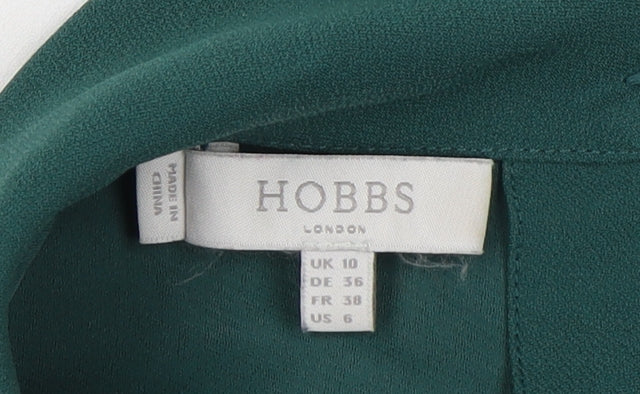 HOBBS
LONDON
MADE IN
CHINA
UK 10
DE 36
FR 38
US 6